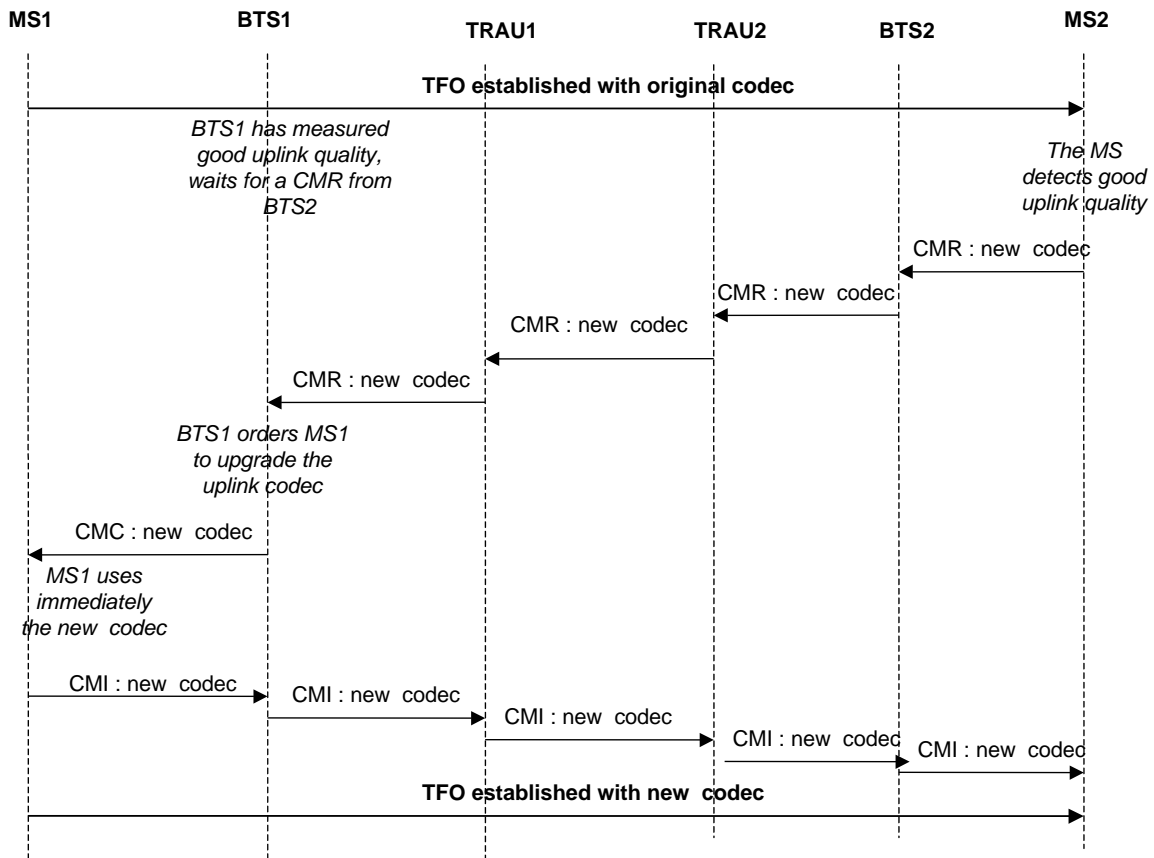 MS1
BTS1
TRAU1
TRAU2
BTS2
MS2
TFO established with original codec
BTS1 has measured
good uplink quality,
waits for a CMR from
BTS2
The MS
detects good
uplink quality
CMR : new codec
CMR : new codec
CMR : new codec
CMR : new codec
BTS1 orders MS1
to upgrade the
uplink codec
CMC : new codec
MS1 uses
immediately
the new codec
CMI : new codec
CMI : new codec
CMI : new codec
CMI : new codec
CMI : new codec
TFO established with new codec